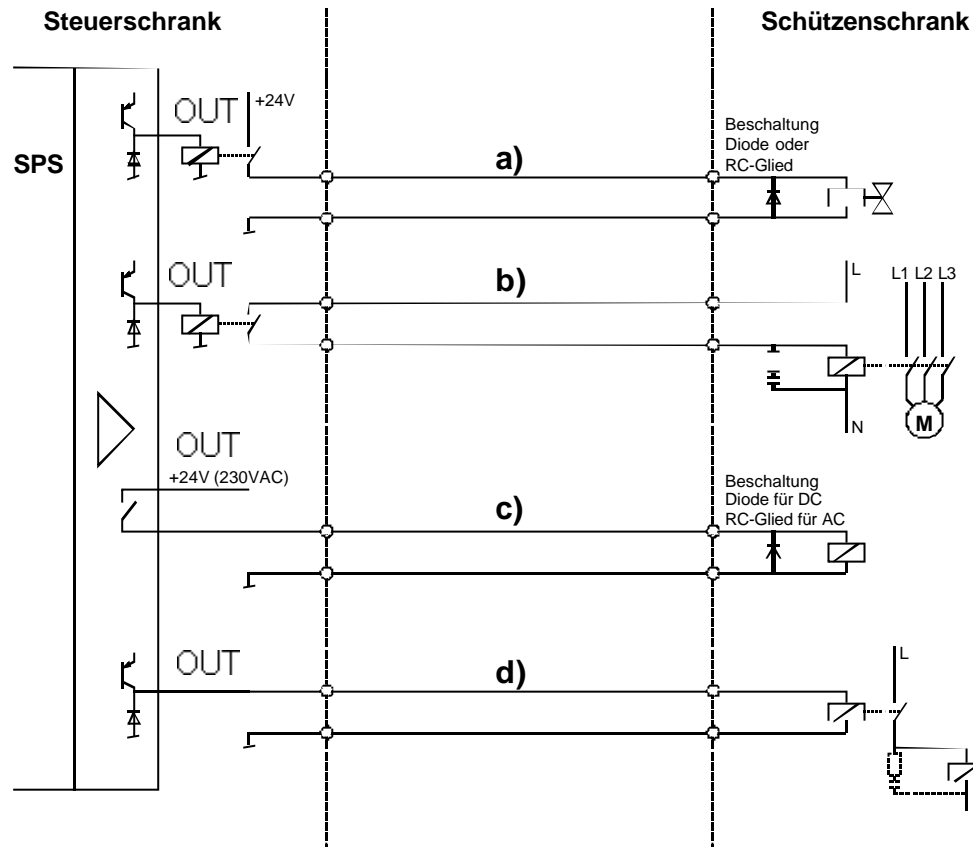 Steuerschrank
Schützenschrank
SPS
OUT
+24V
a)
Beschaltung
Diode oder
RC-Glied
OUT
b)
L
L1 L2 L3
M
N
OUT
+24V (230VAC)
c)
Beschaltung
Diode für DC
RC-Glied für AC
OUT
d)
L